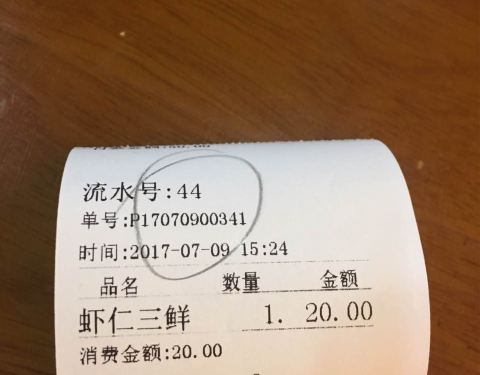 流水号:44
单号:P17070900341
时间:2017-07-09 15:24
品名 数量 金额
虾仁三鲜 1. 20.00
消费金额:20.00